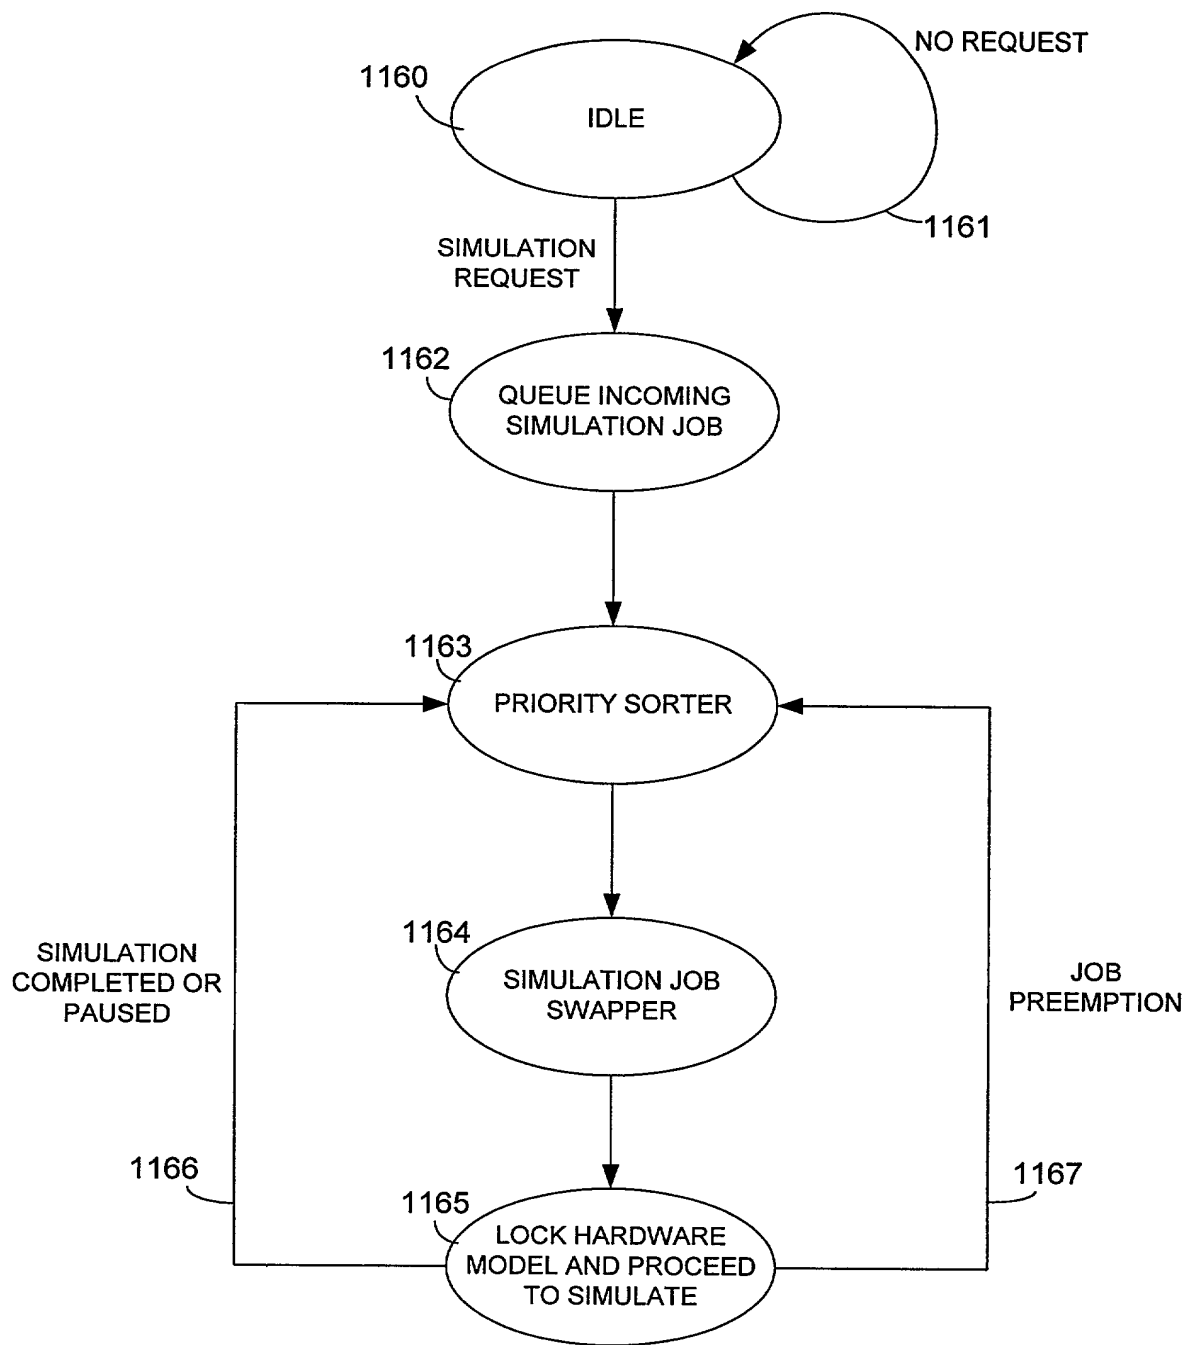 NO REQUEST
1160
IDLE
1161
SIMULATION
REQUEST
1162
QUEUE INCOMING
SIMULATION JOB
1163
PRIORITY SORTER
1164
SIMULATION JOB
SWAPPER
SIMULATION
COMPLETED OR
PAUSED
JOB
PREEMPTION
1166
1167
1165
LOCK HARDWARE
MODEL AND PROCEED
TO SIMULATE